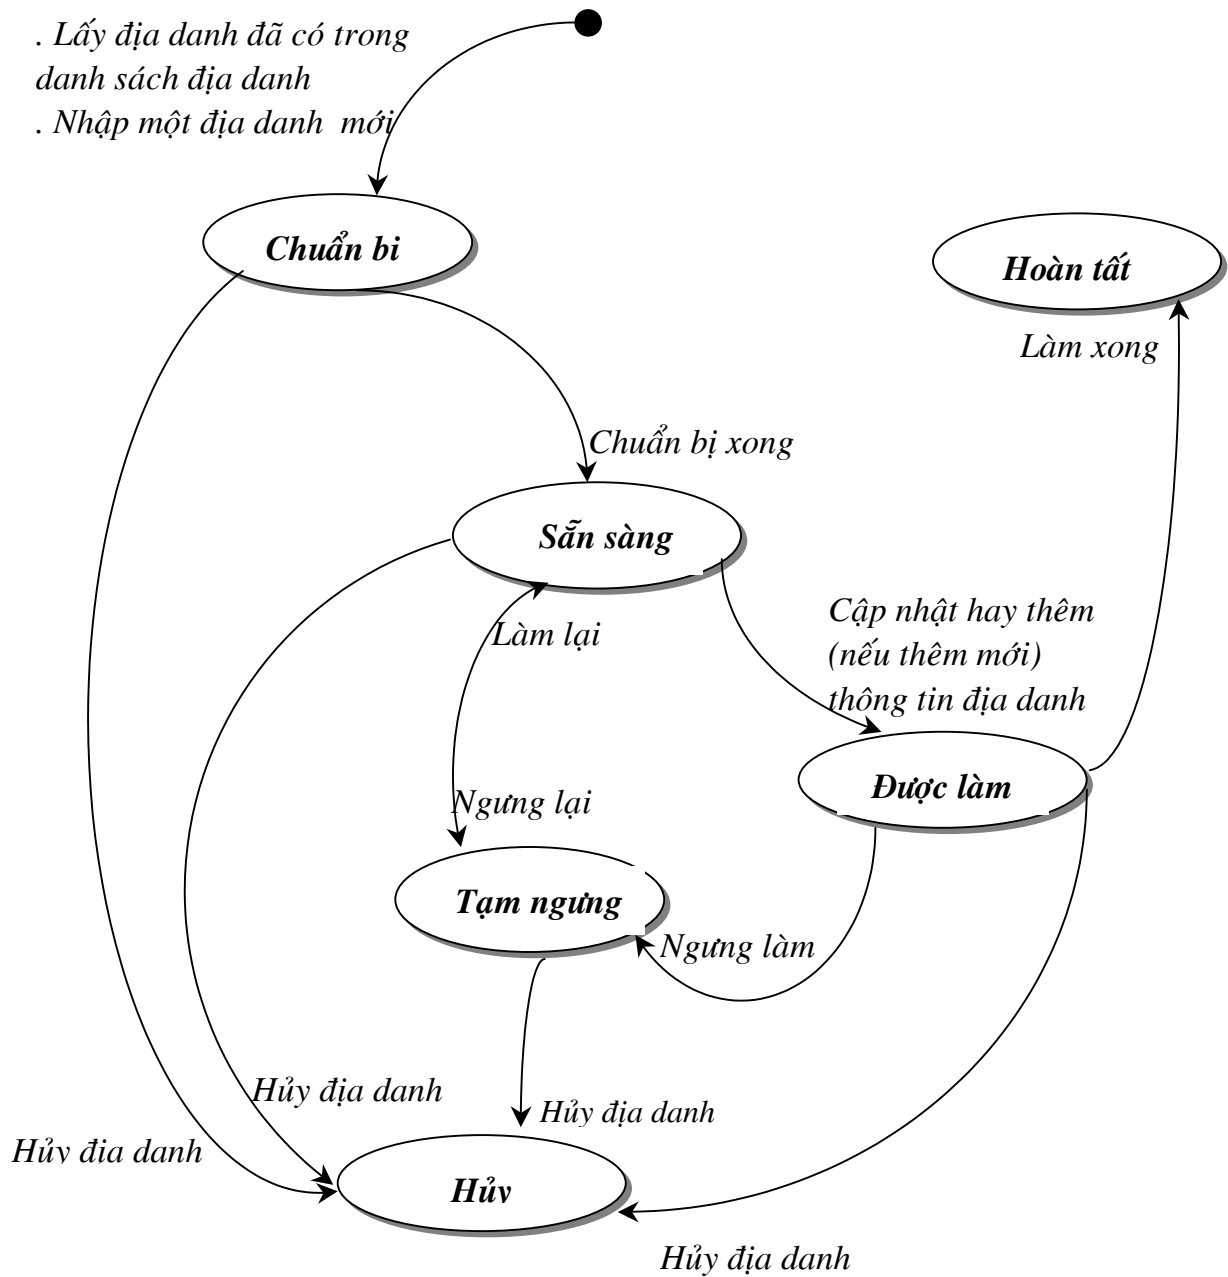 . Lấy địa danh đã có trong
danh sách địa danh
. Nhập một địa danh mới
Chuẩn bi
Hoàn tất
Làm xong
Chuẩn bị xong
Sẵn sàng
Cập nhật hay thêm
(nếu thêm mới)
thông tin địa danh
Làm lại
Được làm
Ngưng lại
Tạm ngưng
Ngưng làm
Hủy địa danh
Hủy địa danh
Hủy đia danh
Hủy
Hủy địa danh